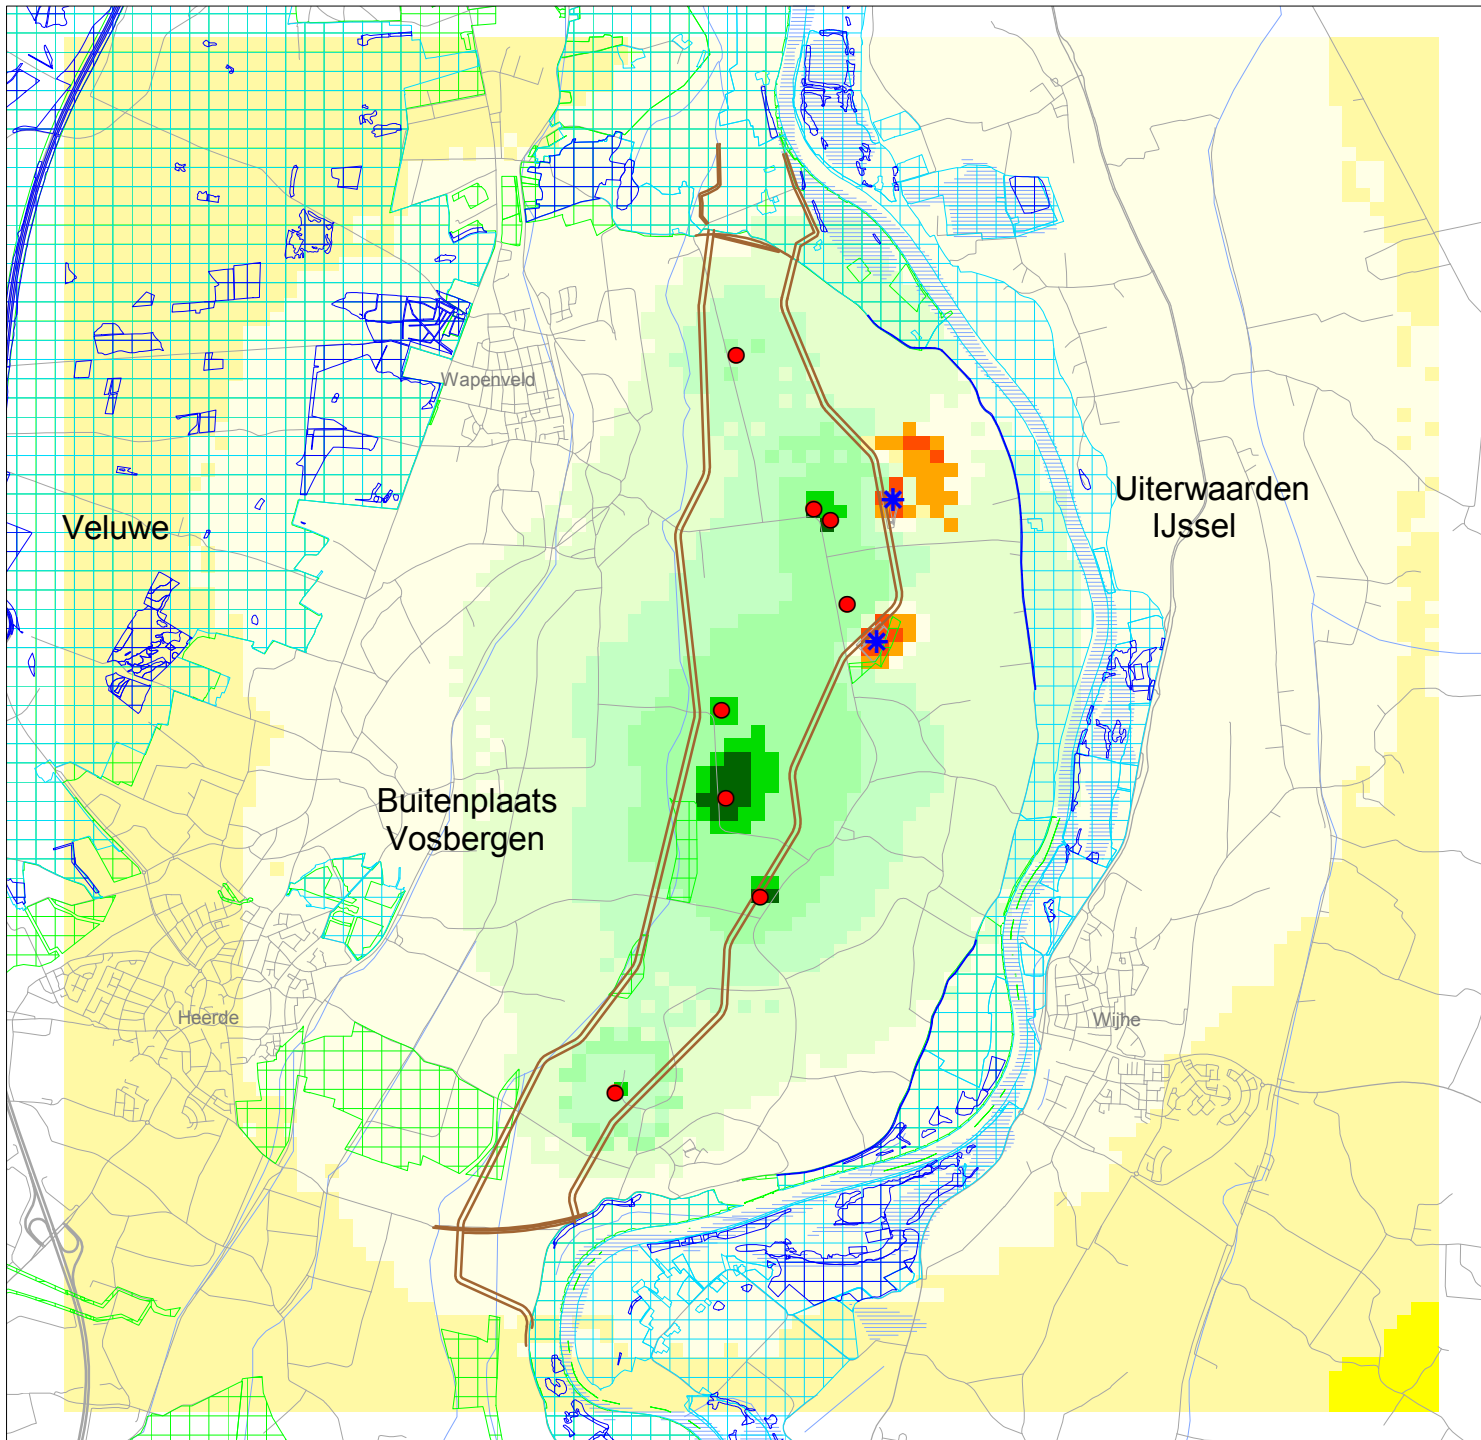 Wapenveld
Veluwe
Uiterwaarden
IJssel
Buitenplaats
Vosbergen
Heerde
Wijhe